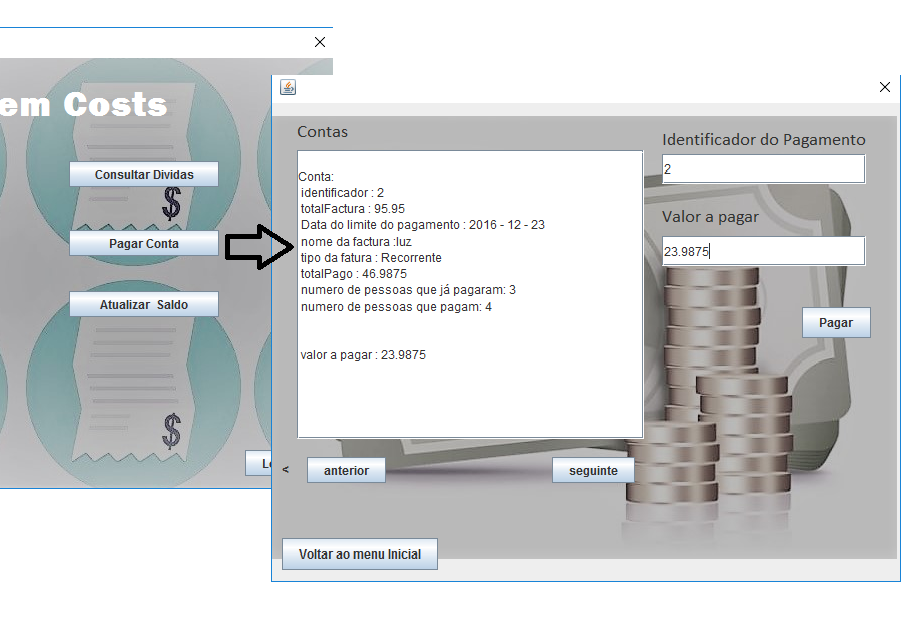 em Costs
Consultar Dividas
Pagar Conta
Atualizar Saldo
Contas
Conta:
identificador : 2
totalFactura : 95.95
Data do limite do pagamento : 2016 - 12 - 23
nome da factura :luz
tipo da fatura : Recorrente
totalPago : 46.9875
numero de pessoas que já pagaram: 3
numero de pessoas que pagam: 4
valor a pagar : 23.9875
< anterior
seguinte
Voltar ao menu Inicial
Identificador do Pagamento
2
Valor a pagar
23.9875
Pagar